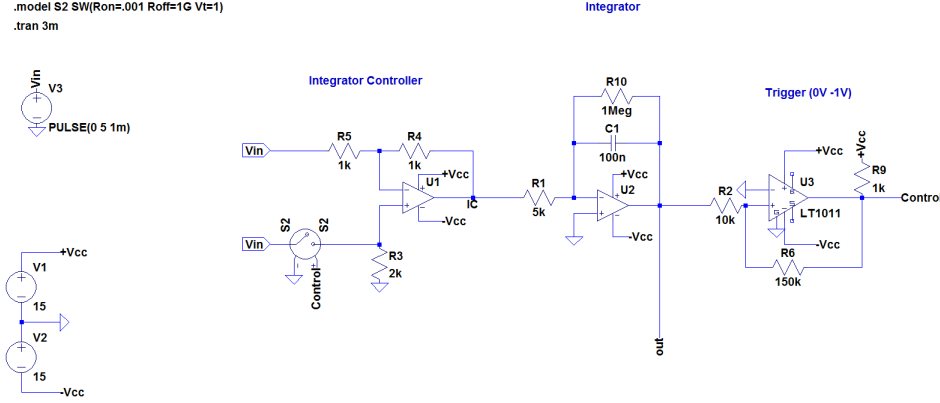 .model S2 SW(Ron=.001 Roff=1G Vt=1)
.tran 3m
Integrator
Integrator Controller
Trigger (0V -1V)
Vin
V3
PULSE(0 5 1m)
R10
1Meg
C1
100n
Vin
R5
1k
R4
1k
+Vcc
U1
-Vcc
IC
R1
5k
+Vcc
U2
-Vcc
R2
10k
+Vcc
U3
LT1011
-Vcc
+Vcc
R9
1k
Control
R6
150k
Vin
S2
S2
Control
R3
2k
out
+Vcc
V1
15
V2
15
-Vcc